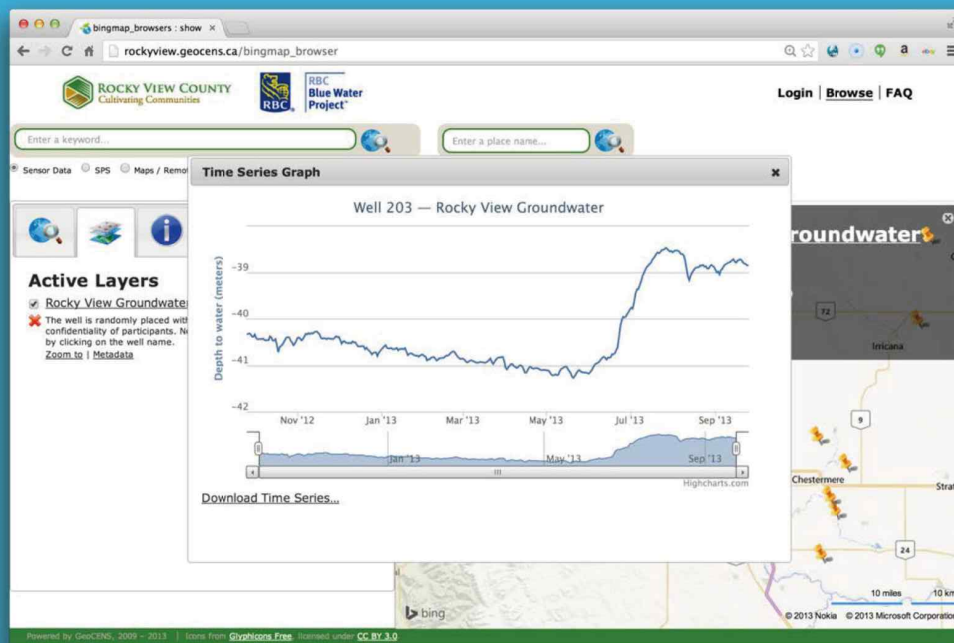 bingmap_browsers : show ×
rockyview.geocens.ca/bingmap_browser
ROCKY VIEW COUNTY
Cultivating Communities
RBC
RBC
Blue Water
Project™
Login | Browse | FAQ
Enter a keyword...
Enter a place name...
Sensor Data SPS Maps / Remo
Time Series Graph
Well 203 — Rocky View Groundwater
Depth to water (meters)
-39
-40
-41
-42
Nov '12 Jan '13 Mar '13 May '13 Jul '13 Sep '13
Jan '13 May '13 Sep '13
Highcharts.com
Download Time Series...
Active Layers
Rocky View Groundwate
The well is randomly placed with
confidentiality of participants. N
by clicking on the well name.
Zoom to | Metadata
roundwater
72
Irricana
9
Chestermere
Strat
24
10 miles 10 km
bing
© 2013 Nokia © 2013 Microsoft Corporation
Powered by GeoCENS, 2009 - 2013 | Icons from Glyphicons Free, licensed under CC BY 3.0